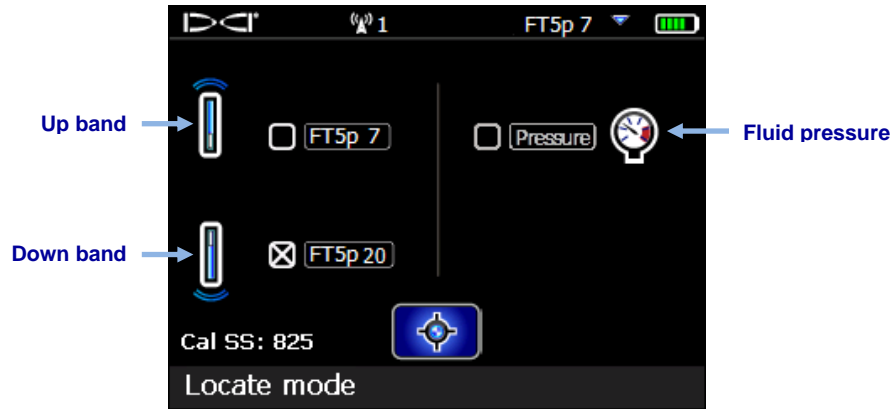 DCI
1
FT5p 7
Up band
FT5p 7
Pressure
Fluid pressure
Down band
FT5p 20
Cal SS: 825
Locate mode